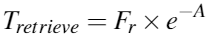 T_{retrieve} = F_r × e^{-A}